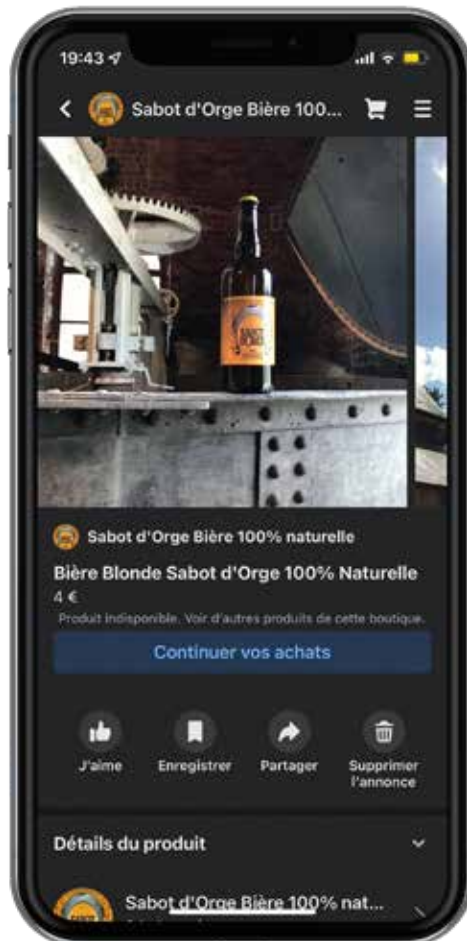 19:43
Sabot d'Orge Bière 100...
SABOT
D'ORGE
Sabot d'Orge Bière 100% naturelle
Bière Blonde Sabot d'Orge 100% Naturelle
4 €
Produit indisponible. Voir d'autres produits de cette boutique.
Continuer vos achats
J'aime Enregistrer Partager Supprimer
l'annonce
Détails du produit
Sabot d'Orge Bière 100% nat...